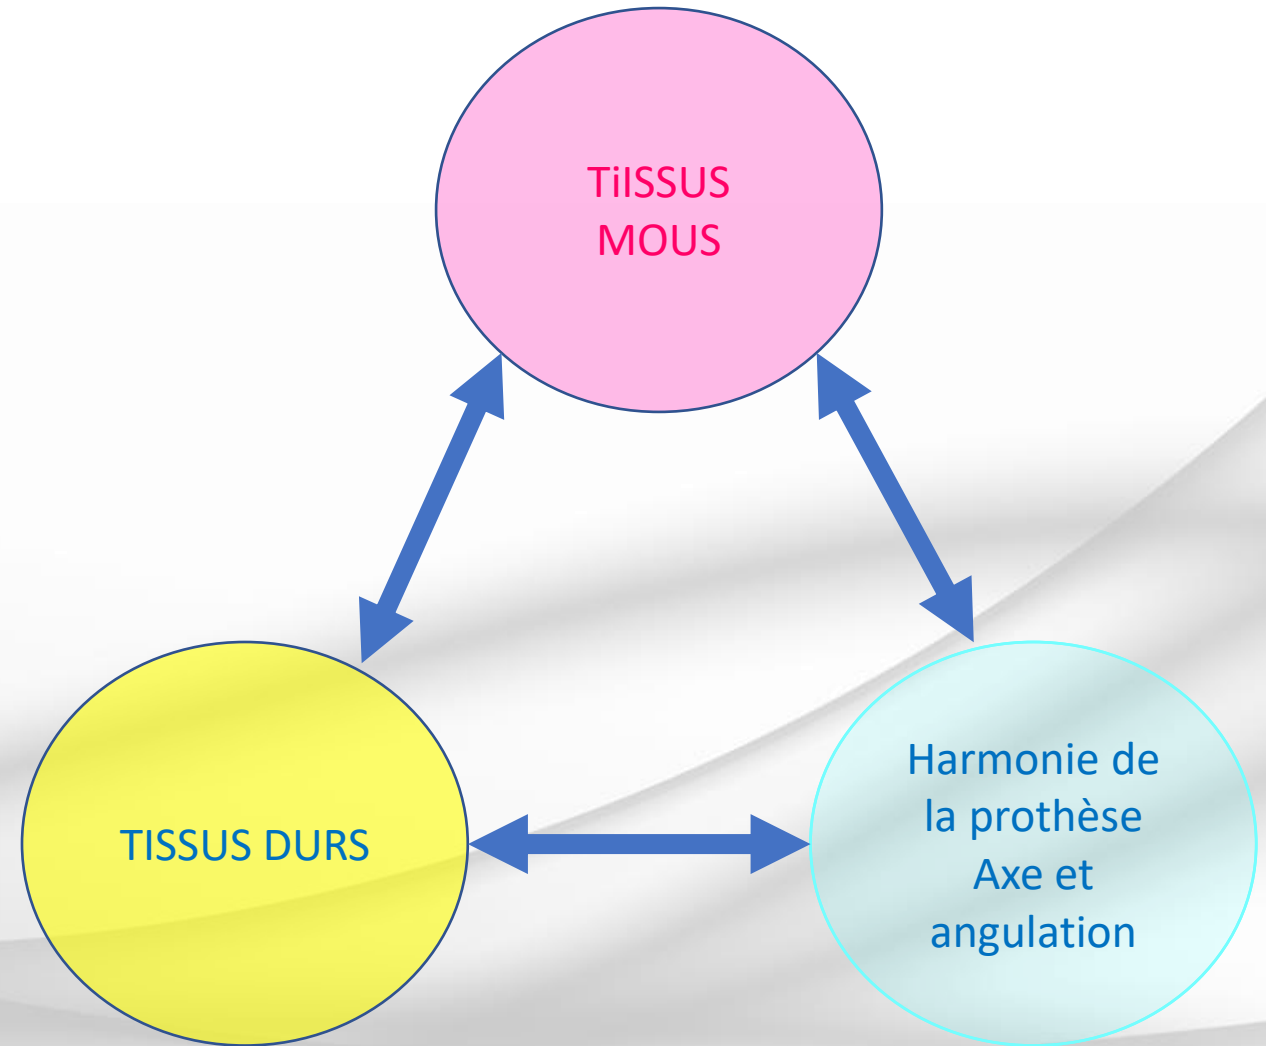 TiISSUS
MOUS
TISSUS DURS
Harmonie de
la prothèse
Axe et
angulation